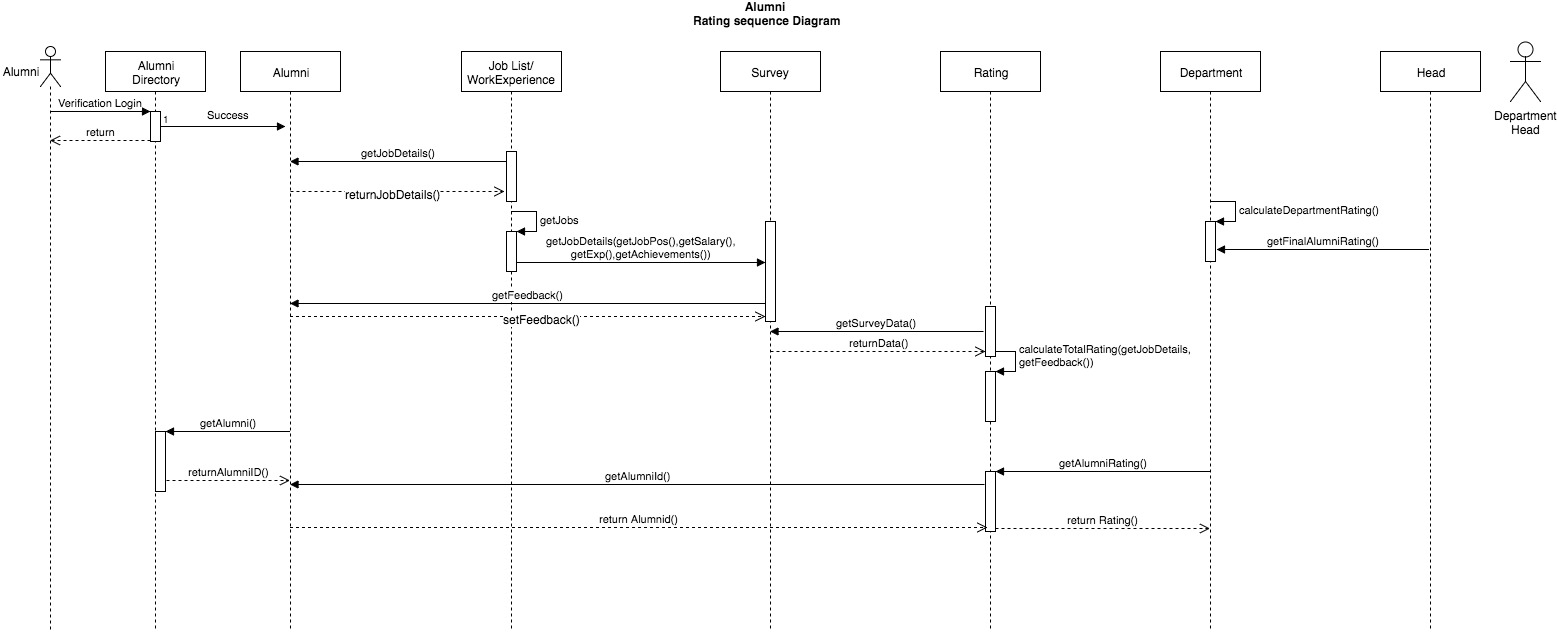 Alumni
Rating sequence Diagram
Alumni
Alumni
Directory
Alumni
Job List/
WorkExperience
Survey
Rating
Department
Head
Department
Head
Verification Login
1
Success
return
getJobDetails()
returnJobDetails()
getJobs
calculateDepartmentRating()
getJobDetails(getJobPos(),getSalary(),
getExp(),getAchievements())
getFinalAlumniRating()
getFeedback()
setFeedback()
getSurveyData()
returnData()
calculateTotalRating(getJobDetails,
getFeedback())
getAlumni()
returnAlumniID()
getAlumniId()
getAlumniRating()
return Alumnid()
return Rating()